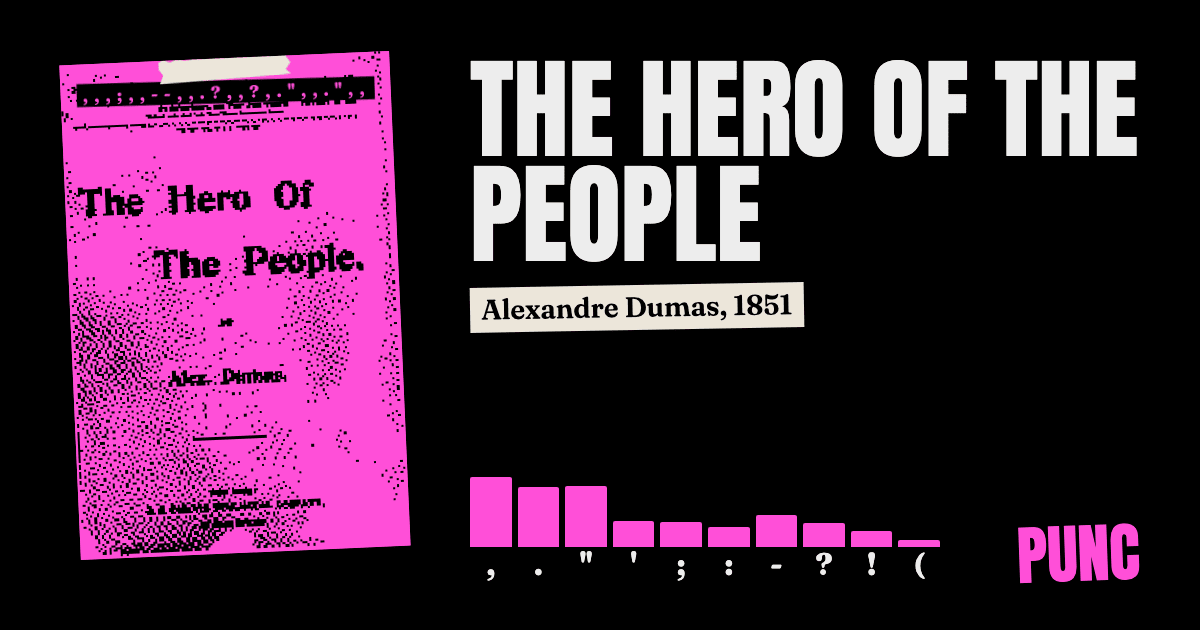 ,,,;,,--,,.?,,?,.",,.",,
The Hero Of
The People.
Alex. Dumas.
THE HERO OF THE
PEOPLE
Alexandre Dumas, 1851
, . " ' ; : - ? ! (
PUNC